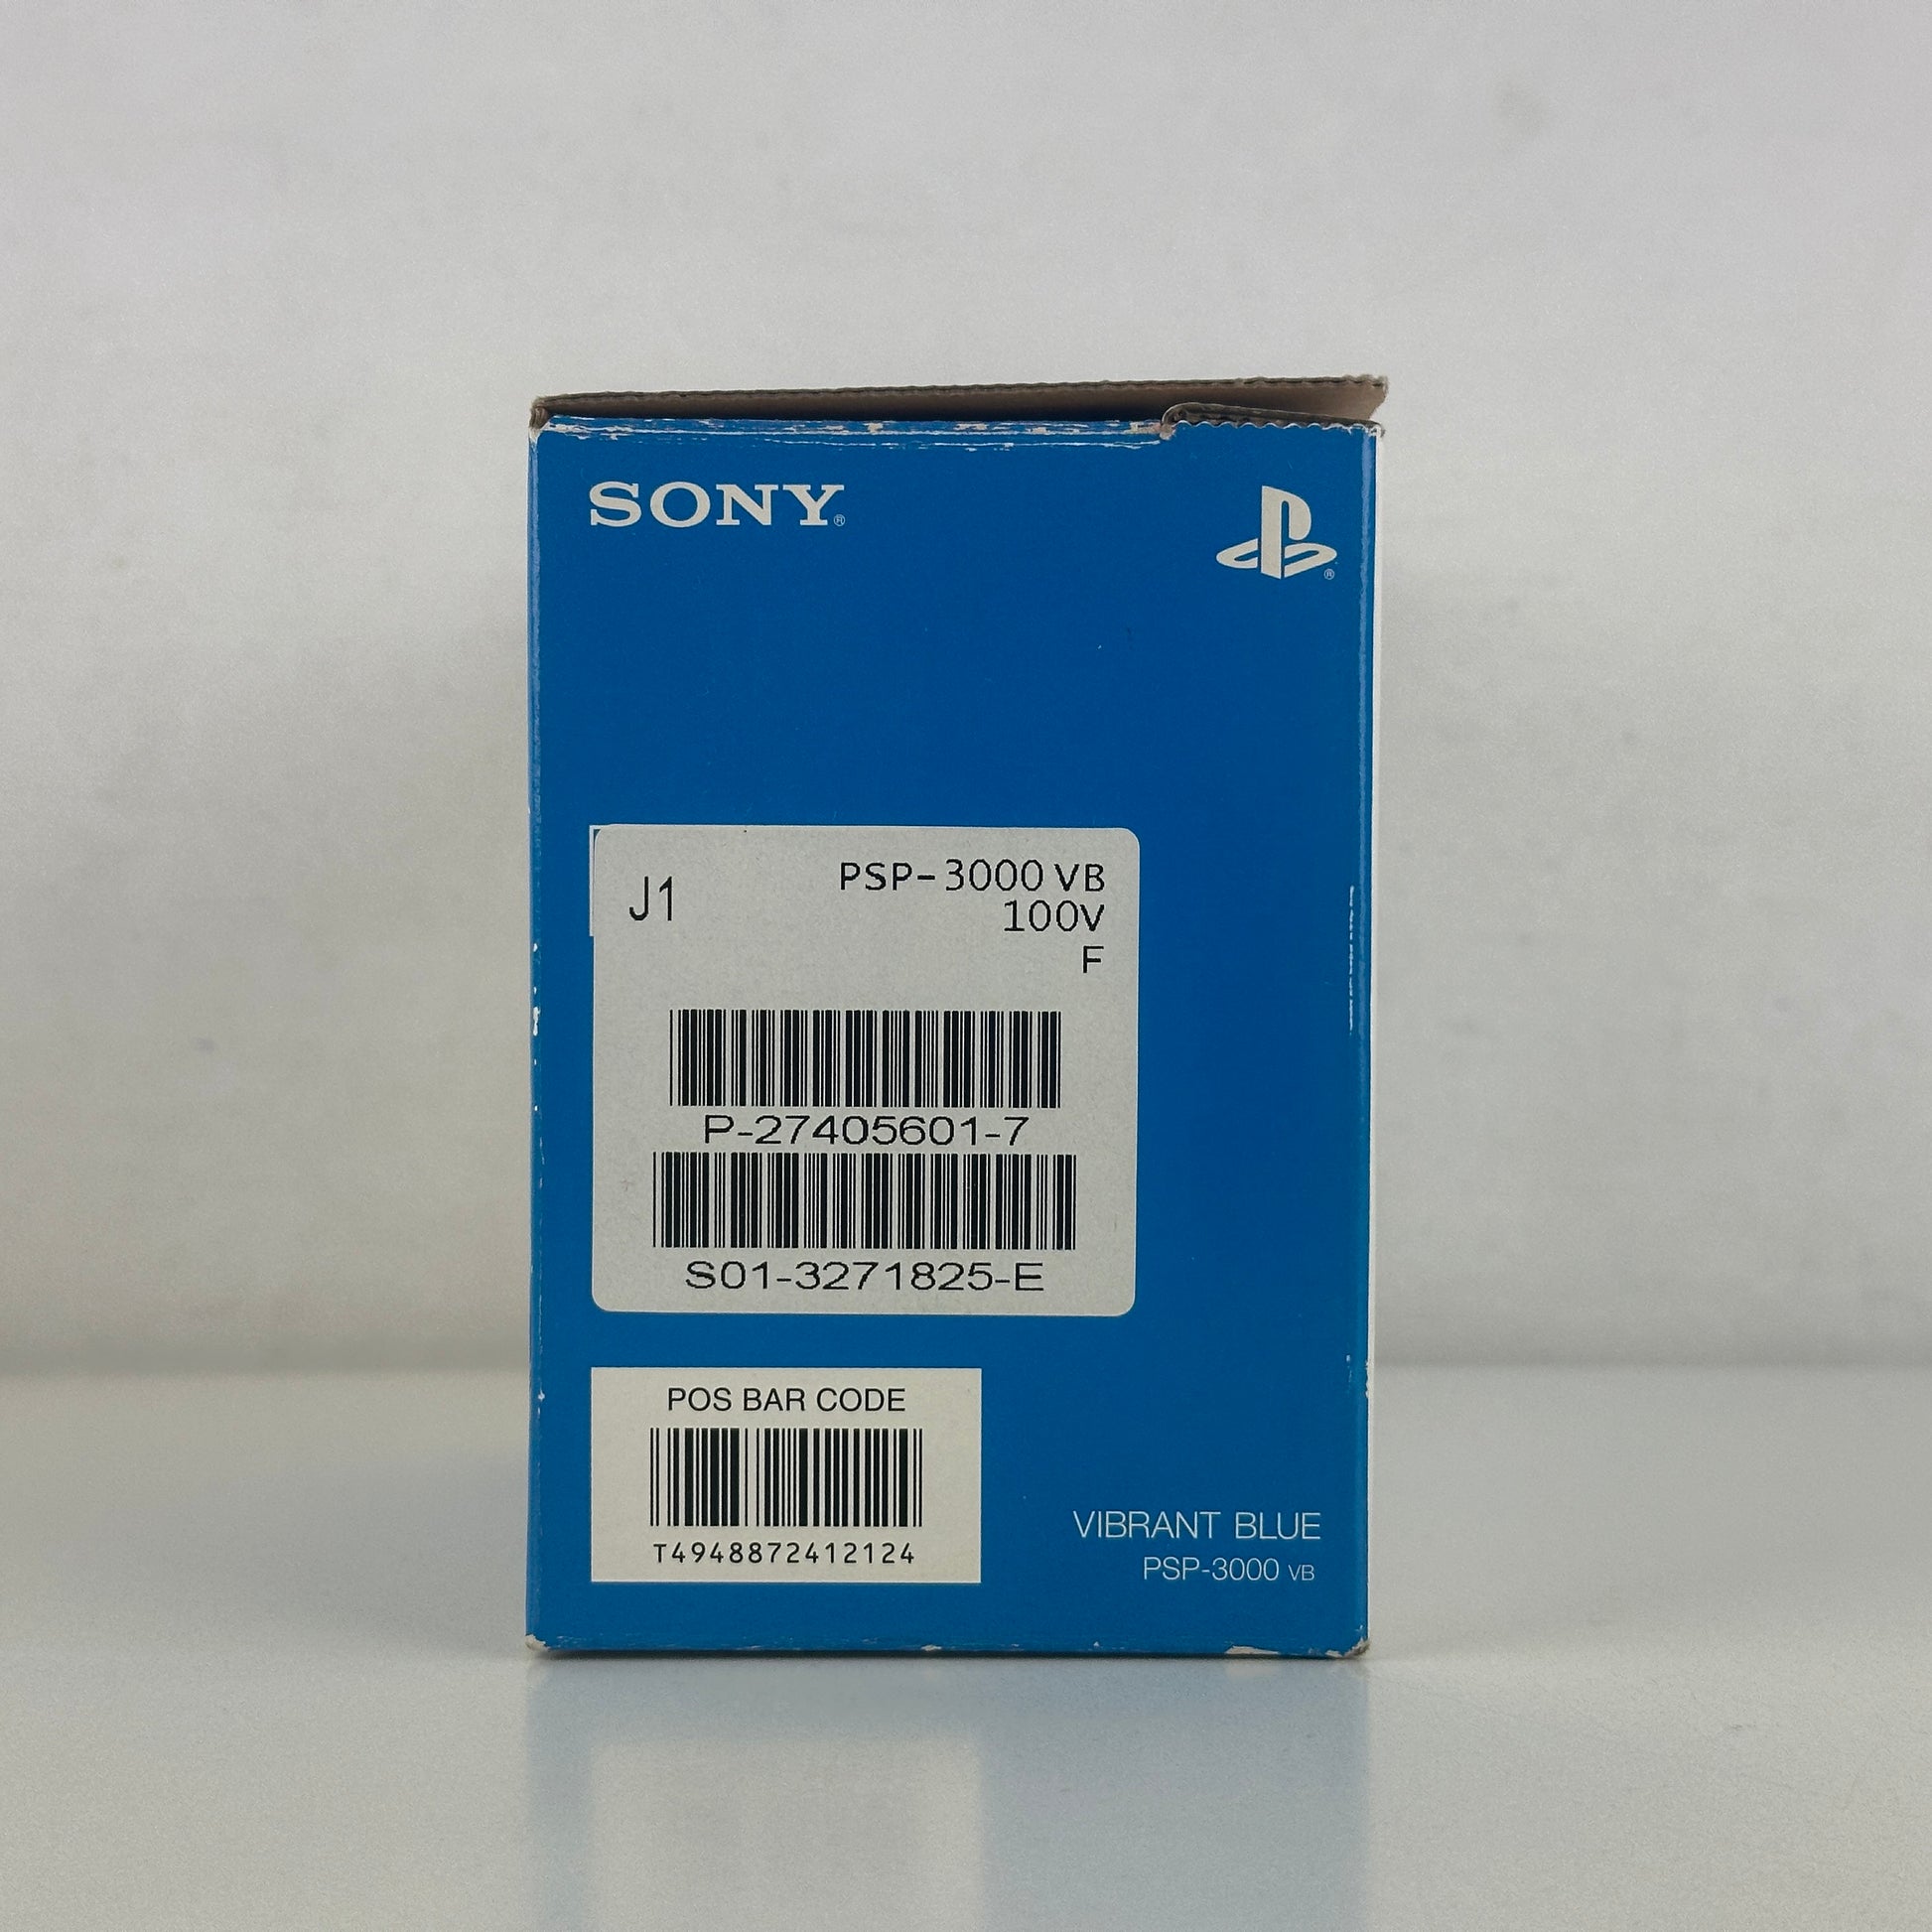 SONY®
®
J1
PSP-3000 VB
100V
F
P-27405601-7
S01-3271825-E
POS BAR CODE
T4948872412124
VIBRANT BLUE
PSP-3000 VB